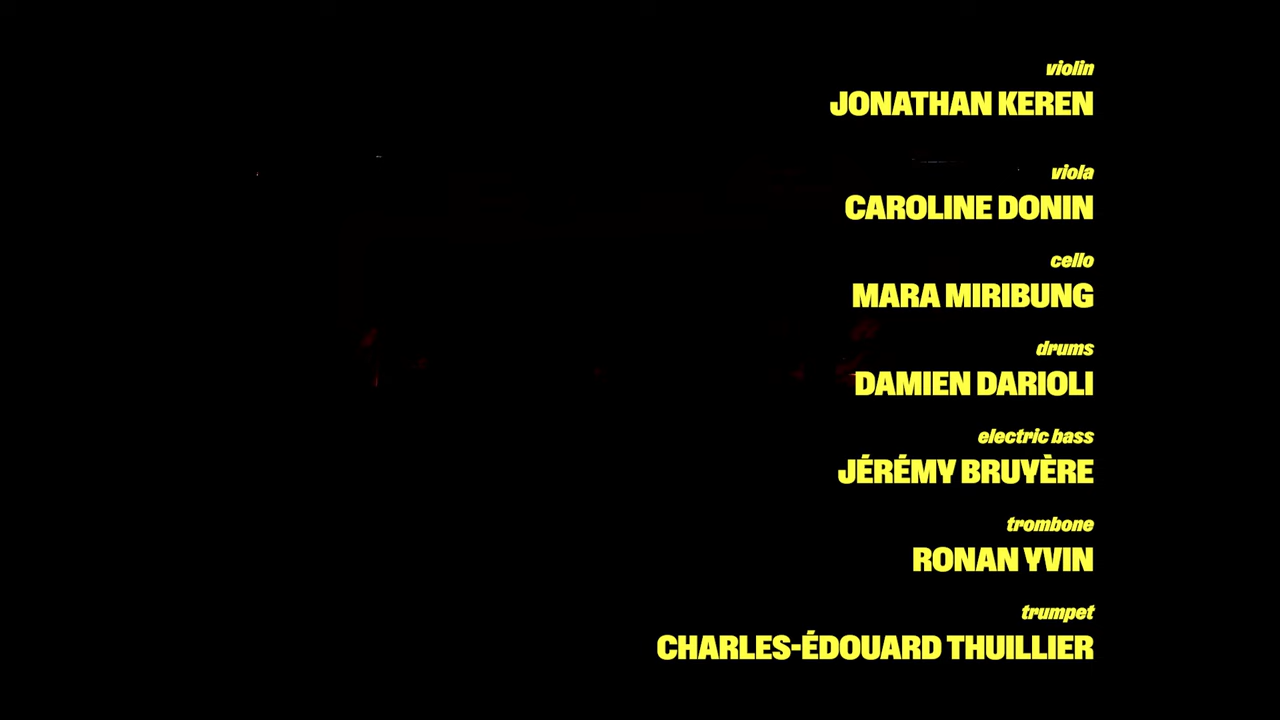 violin
JONATHAN KEREN
viola
CAROLINE DONIN
cello
MARA MIRIBUNG
drums
DAMIEN DARIOLI
electric bass
JÉRÉMY BRUYÈRE
trombone
RONAN YVIN
trumpet
CHARLES-ÉDOUARD THUILLIER